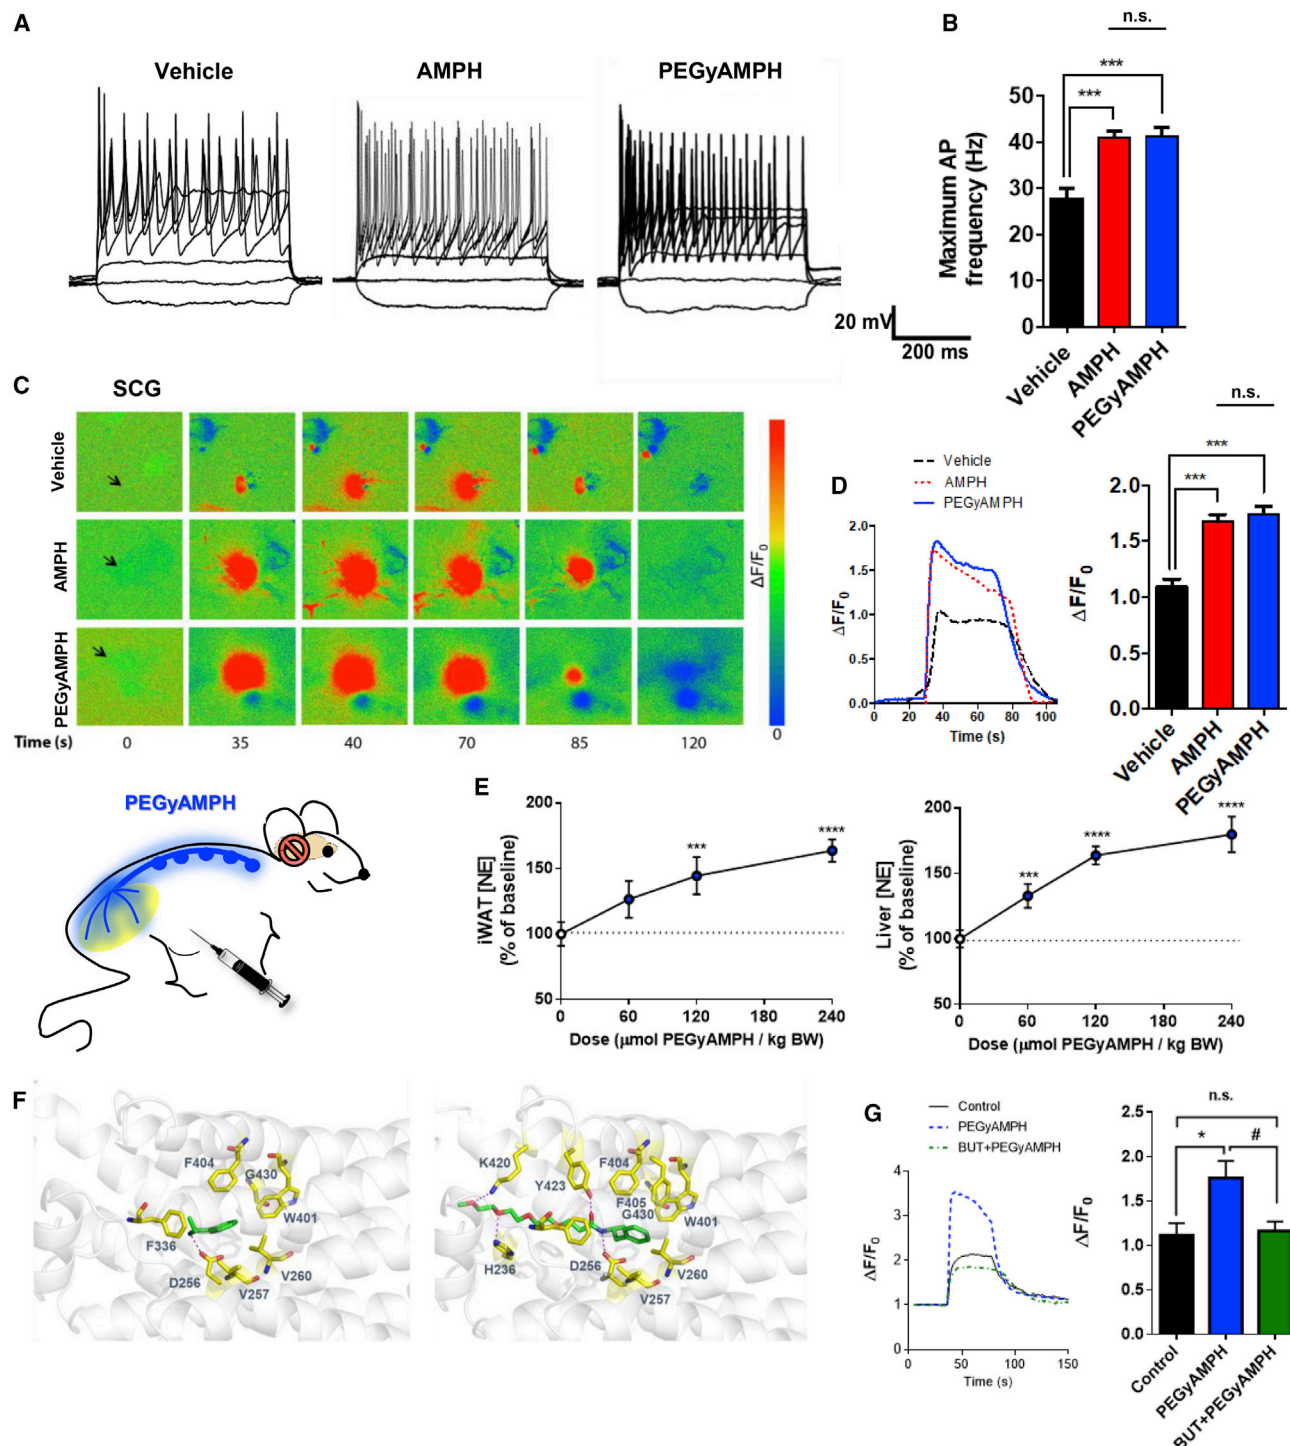 A
Vehicle
AMPH
PEGyAMPH
20 mV
200 ms
B
n.s.
***
***
Maximum AP
frequency (Hz)
50
40
30
20
10
0
Vehicle
AMPH
PEGyAMPH
C
SCG
Vehicle
AMPH
PEGyAMPH
Time (s)
0
35
40
70
85
120
ΔF/F0
0
D
Vehicle
AMPH
PEGyAMPH
ΔF/F0
2.0
1.5
1.0
0.5
0.0
0
20
40
60
80
100
Time (s)
n.s.
***
***
ΔF/F0
2.0
1.5
1.0
0.5
0.0
Vehicle
AMPH
PEGyAMPH
PEGyAMPH
E
iWAT [NE]
(% of baseline)
200
150
100
50
***
****
0
60
120
180
240
Dose (μmol PEGyAMPH / kg BW)
Liver [NE]
(% of baseline)
200
150
100
50
***
****
****
0
60
120
180
240
Dose (μmol PEGyAMPH / kg BW)
F
F404
G430
W401
F336
D256
V260
V257
K420
Y423
F404
F405
G430
W401
H236
D256
V260
V257
G
Control
PEGyAMPH
BUT+PEGyAMPH
ΔF/F0
4
3
2
1
0
0
50
100
150
Time (s)
n.s.
*
#
ΔF/F0
2.5
2.0
1.5
1.0
0.5
0.0
Control
PEGyAMPH
BUT+PEGyAMPH